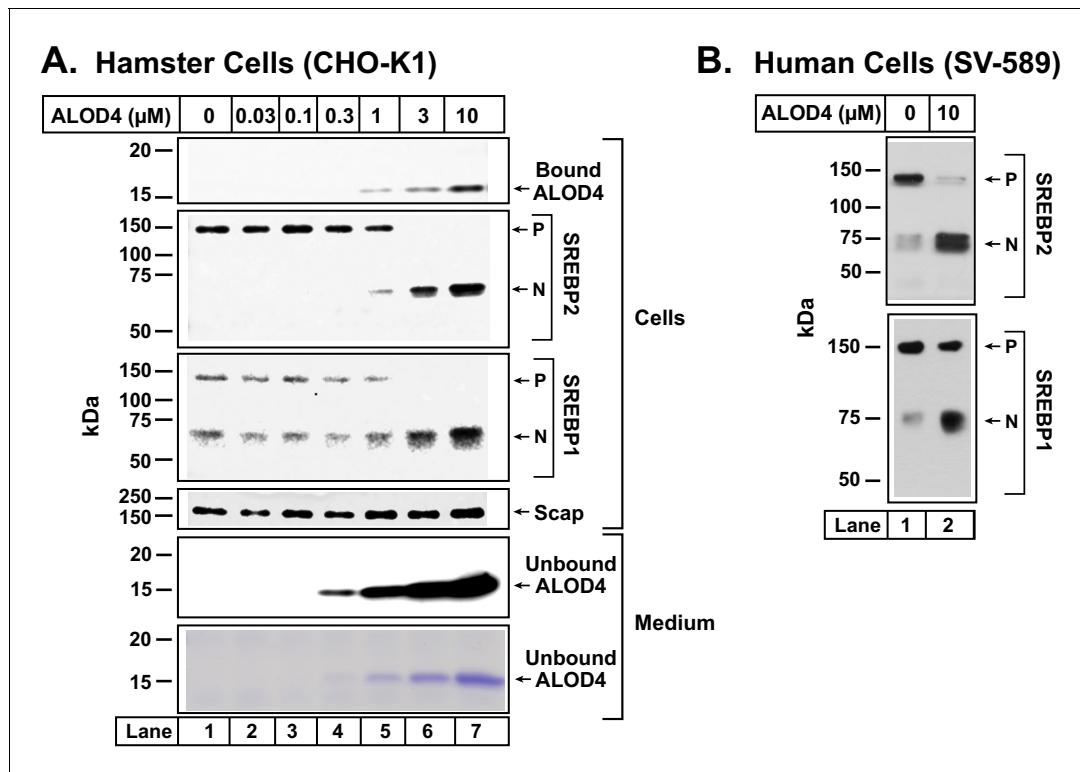 A. Hamster Cells (CHO-K1)
ALOD4 (µM) 0 0.03 0.1 0.3 1 3 10
20
15
Bound
ALOD4
150
100
75
50
P
N
SREBP2
150
100
75
50
P
N
SREBP1
kDa
250
150
Scap
Cells
20
15
Unbound
ALOD4
20
15
Unbound
ALOD4
Medium
Lane 1 2 3 4 5 6 7
B. Human Cells (SV-589)
ALOD4 (µM) 0 10
150
100
75
50
P
N
SREBP2
kDa
150
75
50
P
N
SREBP1
Lane 1 2